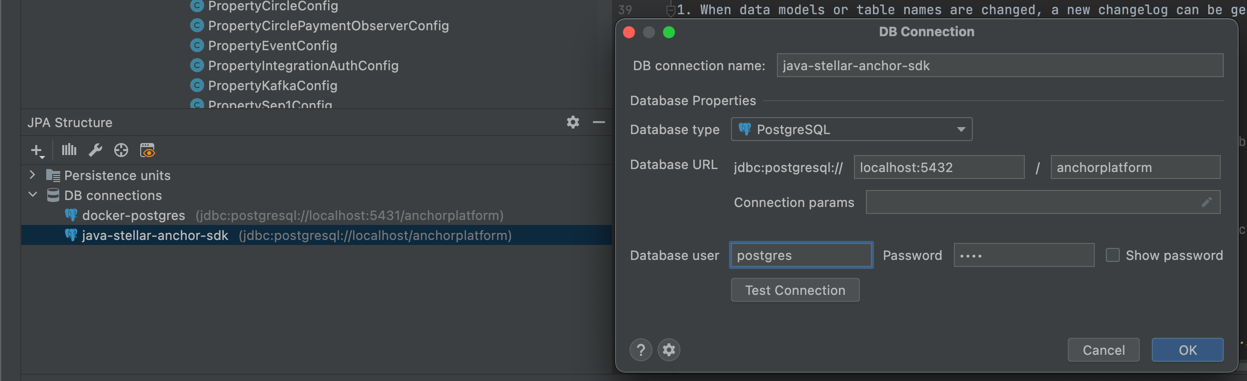 PropertyCircleConfig
PropertyCirclePaymentObserverConfig
PropertyEventConfig
PropertyIntegrationAuthConfig
PropertyKafkaConfig
PropertySep1Config
JPA Structure
Persistence units
DB connections
docker-postgres (jdbc:postgresql://localhost:5431/anchorplatform)
java-stellar-anchor-sdk (jdbc:postgresql://localhost/anchorplatform)
39 1. When data models or table names are changed, a new changelog can be ge
DB Connection
DB connection name: java-stellar-anchor-sdk
Database Properties
Database type PostgreSQL
Database URL jdbc:postgresql:// localhost:5432 / anchorplatform
Connection params
Database user postgres Password •••• Show password
Test Connection
? Cancel OK
b
c